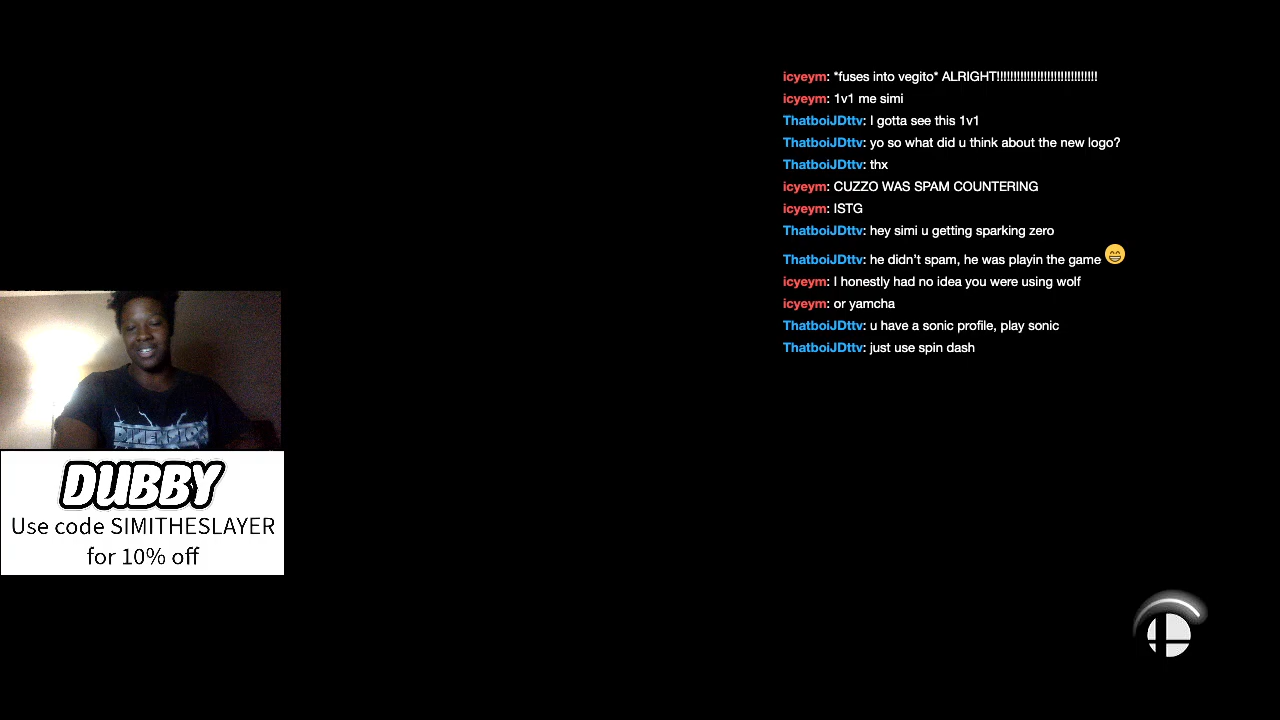 icyeym: *fuses into vegito* ALRIGHT!!!!!!!!!!!!!!!!!!!!!!!!!!!!!!
icyeym: 1v1 me simi
ThatboiJDttv: I gotta see this 1v1
ThatboiJDttv: yo so what did u think about the new logo?
ThatboiJDttv: thx
icyeym: CUZZO WAS SPAM COUNTERING
icyeym: ISTG
ThatboiJDttv: hey simi u getting sparking zero
ThatboiJDttv: he didn’t spam, he was playin the game 😁
icyeym: I honestly had no idea you were using wolf
icyeym: or yamcha
ThatboiJDttv: u have a sonic profile, play sonic
ThatboiJDttv: just use spin dash
DIMENSION
DUBBY
Use code SIMITHESLAYER
for 10% off